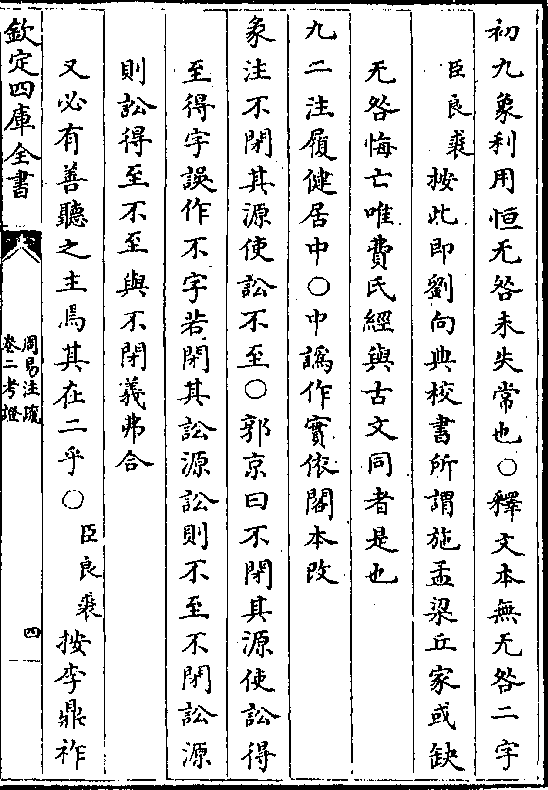 初九象利用恒无咎未失常也○釋文本無无咎二字
臣良裘按此即劉向典校書所謂施孟梁丘家或缺
无咎悔亡唯費氏經與古文同者是也
九二注履健居中○中譌作實依閣本改
象注不閉其源使訟不至○郭京曰不閉其源使訟得
至得字誤作不字若閉其訟源訟則不至不閉訟源
則訟得至不至與不閉義弗合
又必有善聽之主焉其在二乎○臣良裘按李鼎祚
欽定四庫全書
周易注疏
卷二考證
四